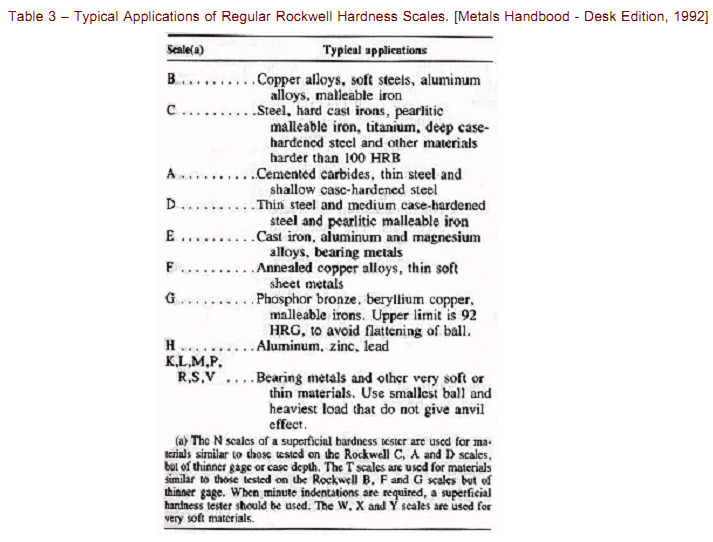 Table 3 – Typical Applications of Regular Rockwell Hardness Scales. [Metals Handbood - Desk Edition, 1992]
Scale(a) Typical applications
B. . . . . . . . . . . Copper alloys, soft steels, aluminum
alloys, malleable iron
C . . . . . . . . . . .Steel, hard cast irons, pearlitic
malleable iron, titanium, deep case-
hardened steel and other materials
harder than 100 HRB
A . . . . . . . . . . .Cemented carbides, thin steel and
shallow case-hardened steel
D . . . . . . . . . . .Thin steel and medium case-hardened
steel and pearlitic malleable iron
E . . . . . . . . . . .Cast iron, aluminum and magnesium
alloys, bearing metals
F . . . . . . . . . . .Annealed copper alloys, thin soft
sheet metals
G . . . . . . . . . . .Phosphor bronze, beryllium copper,
malleable irons. Upper limit is 92
HRG, to avoid flattening of ball.
H . . . . . . . . . . .Aluminum, zinc, lead
K,L,M,P,
R,S,V . . . . Bearing metals and other very soft or
thin materials. Use smallest ball and
heaviest load that do not give anvil
effect.
(a) The N scales of a superficial hardness tester are used for ma-
terials similar to those tested on the Rockwell C, A and D scales,
but of thinner gage or case depth. The T scales are used for materials
similar to those tested on the Rockwell B, F and G scales but of
thinner gage. When minute indentations are required, a superficial
hardness tester should be used. The W, X and Y scales are used for
very soft materials.